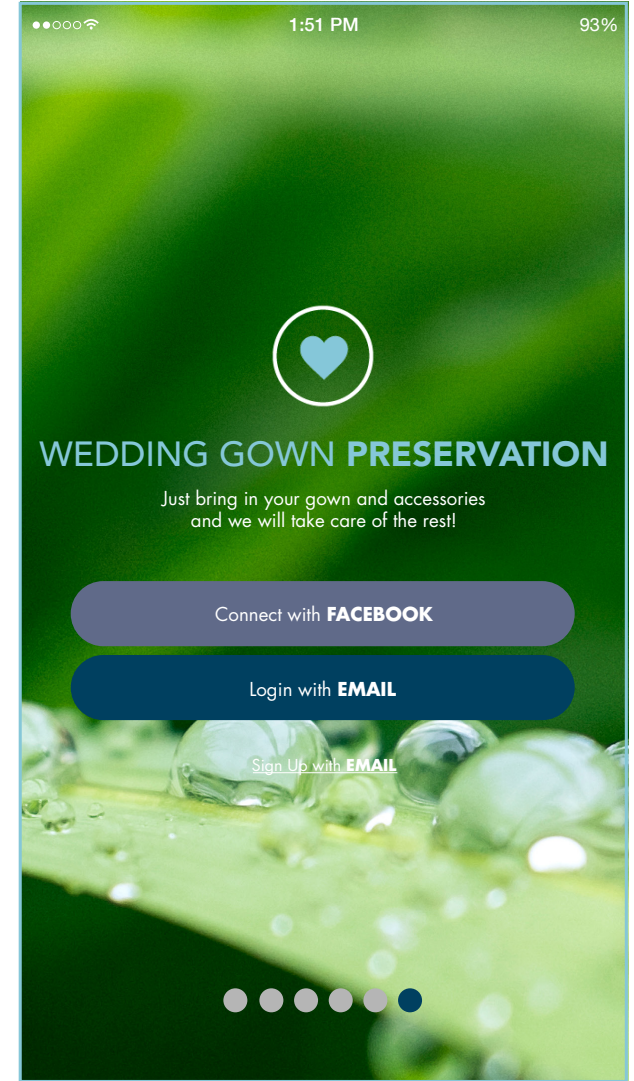 1:51 PM
93%
WEDDING GOWN PRESERVATION
Just bring in your gown and accessories
and we will take care of the rest!
Connect with FACEBOOK
Login with EMAIL
Sign Up with EMAIL